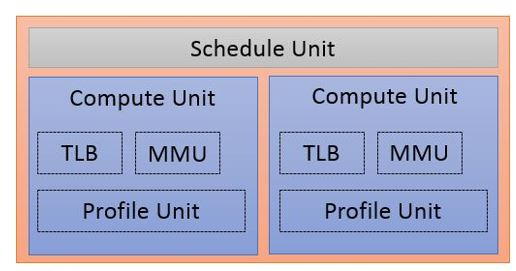 Schedule Unit
Compute Unit
TLB
MMU
Profile Unit
Compute Unit
TLB
MMU
Profile Unit